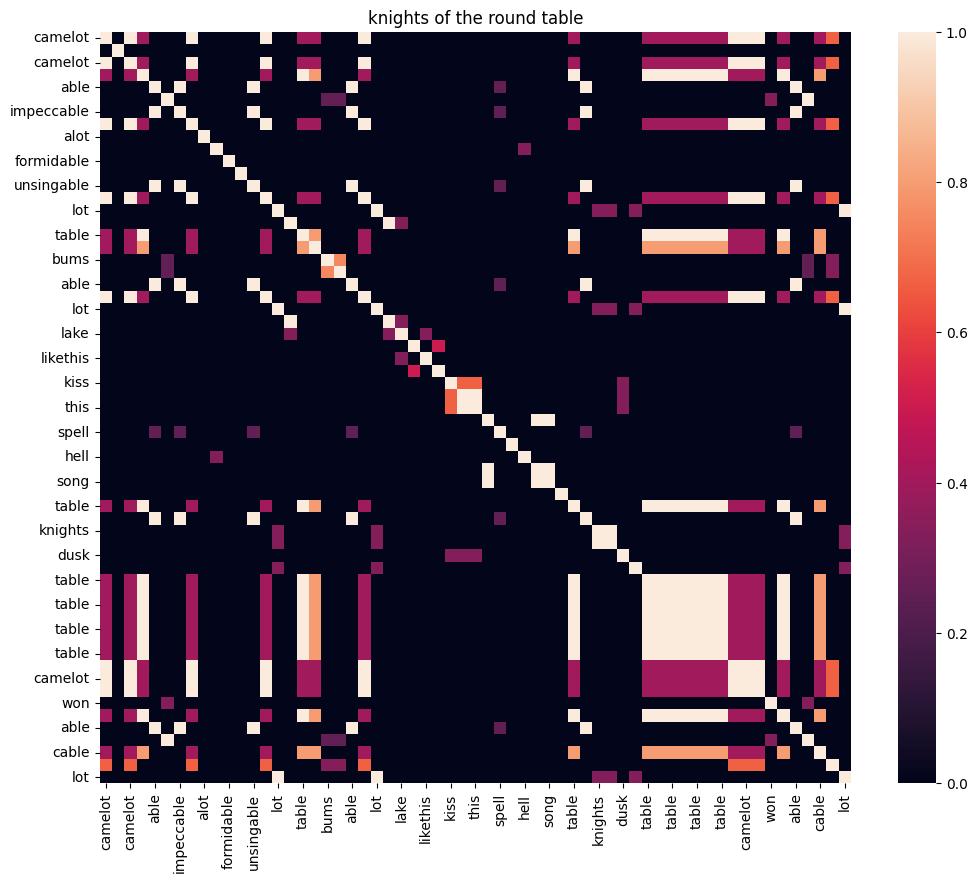 knights of the round table
camelot
camelot
able
impeccable
alot
formidable
unsingable
lot
table
bums
able
lot
lake
likethis
kiss
this
spell
hell
song
table
knights
dusk
table
table
table
table
camelot
won
able
cable
lot
1.0
0.8
0.6
0.4
0.2
0.0
camelot
camelot
able
impeccable
alot
formidable
unsingable
lot
table
bums
able
lot
lake
likethis
kiss
this
spell
hell
song
table
knights
dusk
table
table
table
table
camelot
won
able
cable
lot